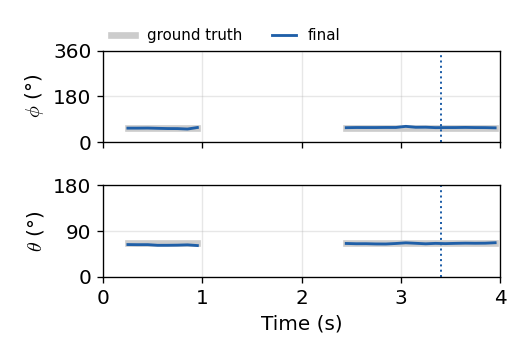 ground truth final
360
180
0
ϕ (°)
180
90
0
θ (°)
0 1 2 3 4
Time (s)